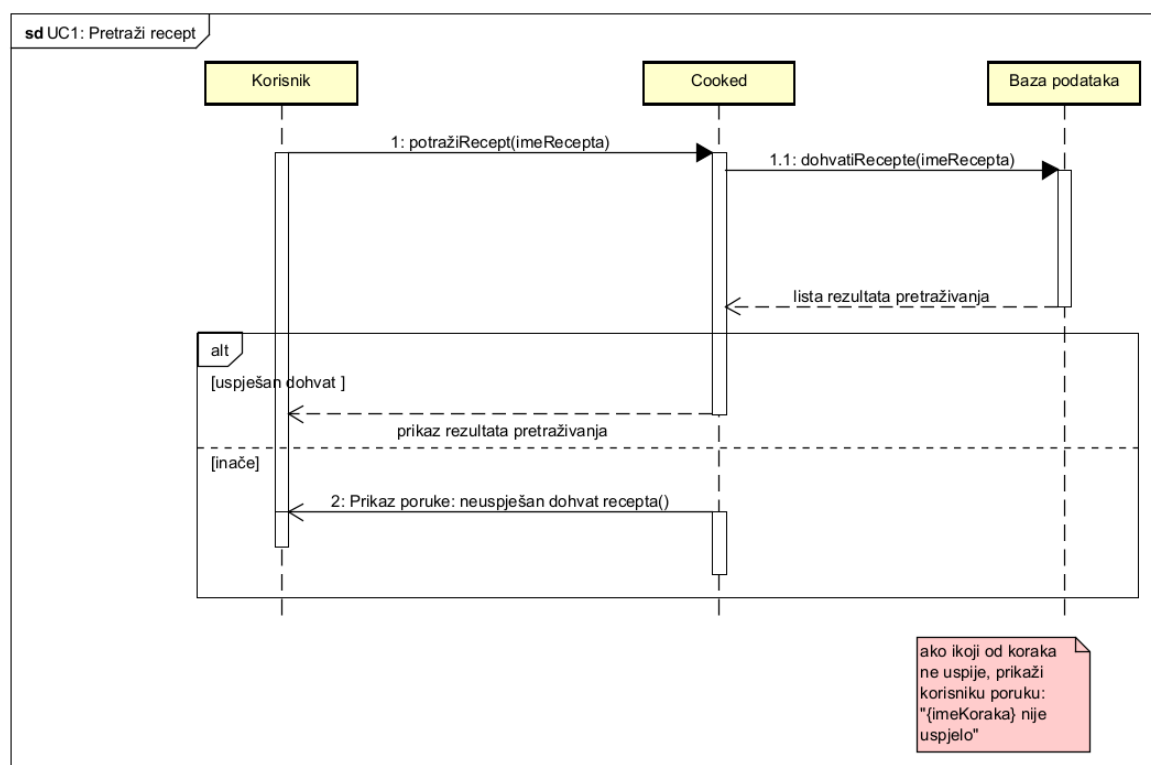 sd UC1: Pretraži recept
Korisnik
Cooked
Baza podataka
1: potražiRecept(imeRecepta)
1.1: dohvatiRecepte(imeRecepta)
lista rezultata pretraživanja
alt
[uspješan dohvat ]
prikaz rezultata pretraživanja
[inače]
2: Prikaz poruke: neuspješan dohvat recepta()
ako ikoji od koraka
ne uspije, prikaži
korisniku poruku:
"{imeKoraka} nije
uspjelo"